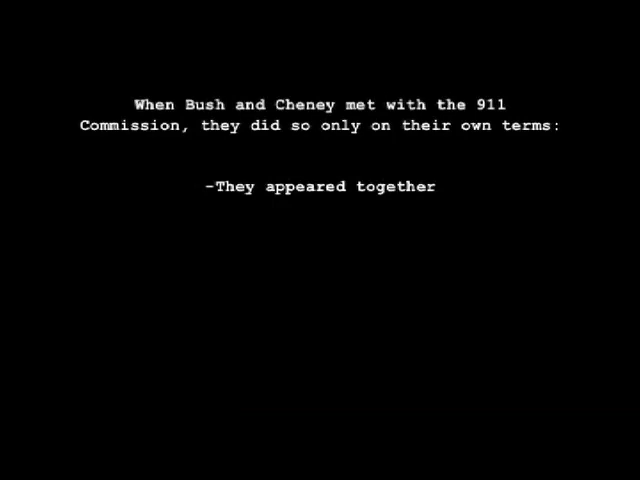 When Bush and Cheney met with the 911
Commission, they did so only on their own terms:
-They appeared together